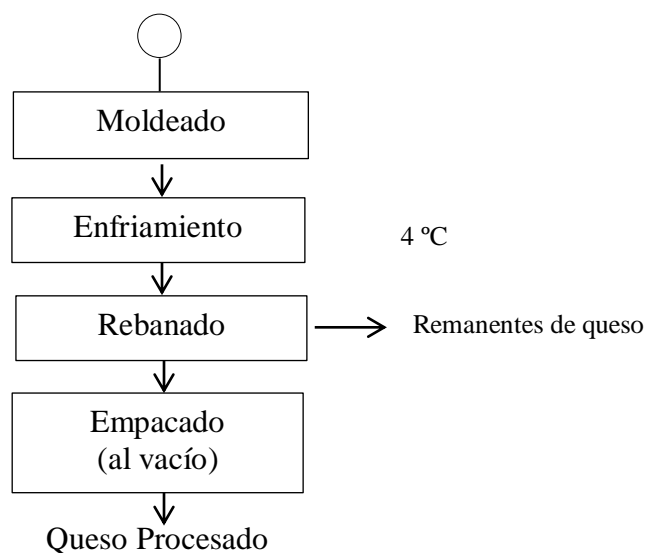 Moldeado
Enfriamiento
4 ºC
Rebanado
Remanentes de queso
Empacado
(al vacío)
Queso Procesado